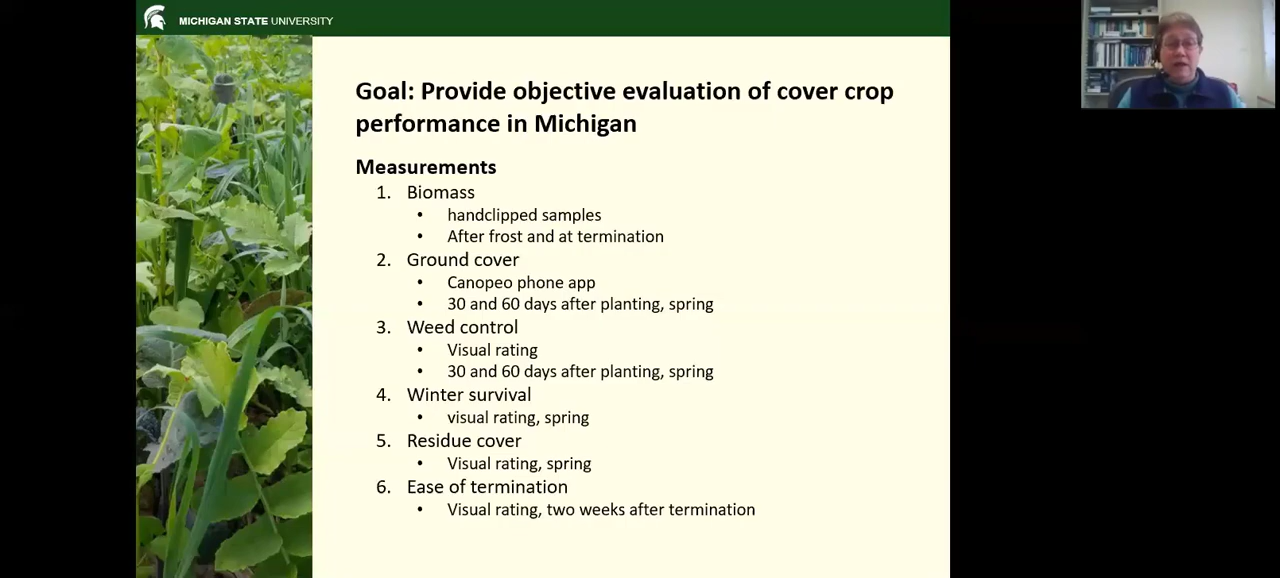 MICHIGAN STATE UNIVERSITY
Goal: Provide objective evaluation of cover crop
performance in Michigan
Measurements
1. Biomass
• handclipped samples
• After frost and at termination
2. Ground cover
• Canopeo phone app
• 30 and 60 days after planting, spring
3. Weed control
• Visual rating
• 30 and 60 days after planting, spring
4. Winter survival
• visual rating, spring
5. Residue cover
• Visual rating, spring
6. Ease of termination
• Visual rating, two weeks after termination